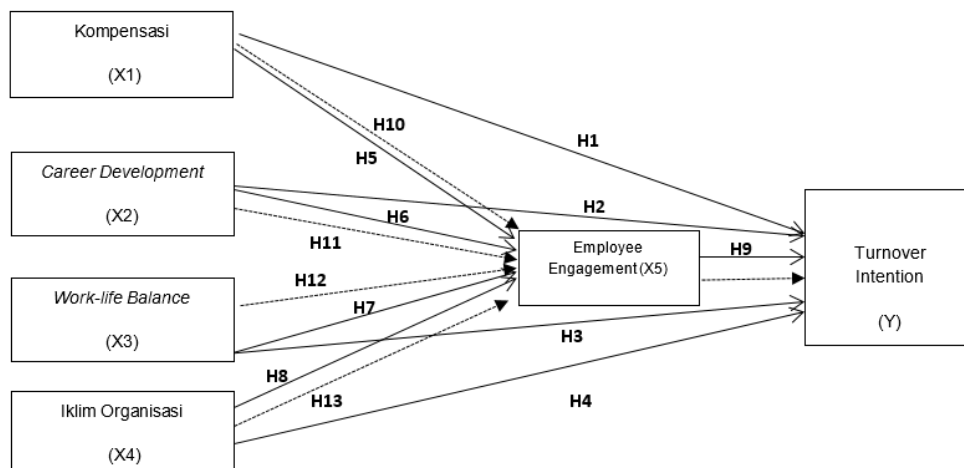 Kompensasi
(X1)
H10
H5
H1
Career Development
(X2)
H6
H2
H11
Employee
Engagement (X5)
H9
Turnover
Intention
(Y)
H12
Work-life Balance
(X3)
H7
H3
H8
Iklim Organisasi
(X4)
H13
H4